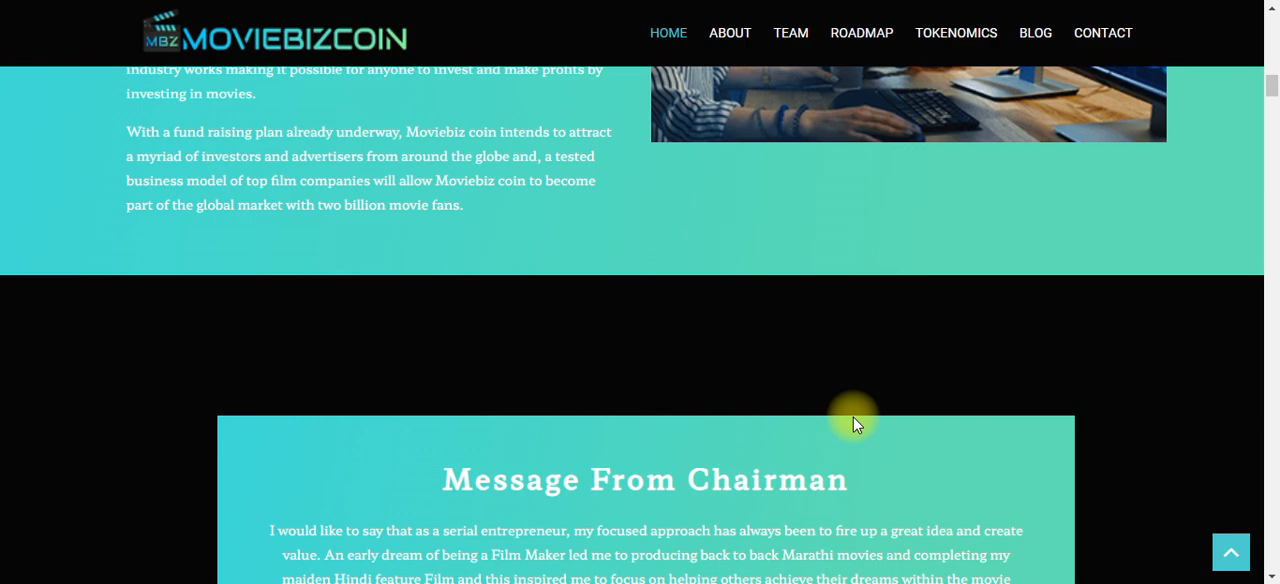 MBZ MOVIEBIZCOIN
HOME ABOUT TEAM ROADMAP TOKENOMICS BLOG CONTACT
industry works making it possible for anyone to invest and make profits by
investing in movies.
With a fund raising plan already underway, Moviebiz coin intends to attract
a myriad of investors and advertisers from around the globe and, a tested
business model of top film companies will allow Moviebiz coin to become
part of the global market with two billion movie fans.
Message From Chairman
I would like to say that as a serial entrepreneur, my focused approach has always been to fire up a great idea and create
value. An early dream of being a Film Maker led me to producing back to back Marathi movies and completing my
maiden Hindi feature Film and this inspired me to focus on helping others achieve their dreams within the movie